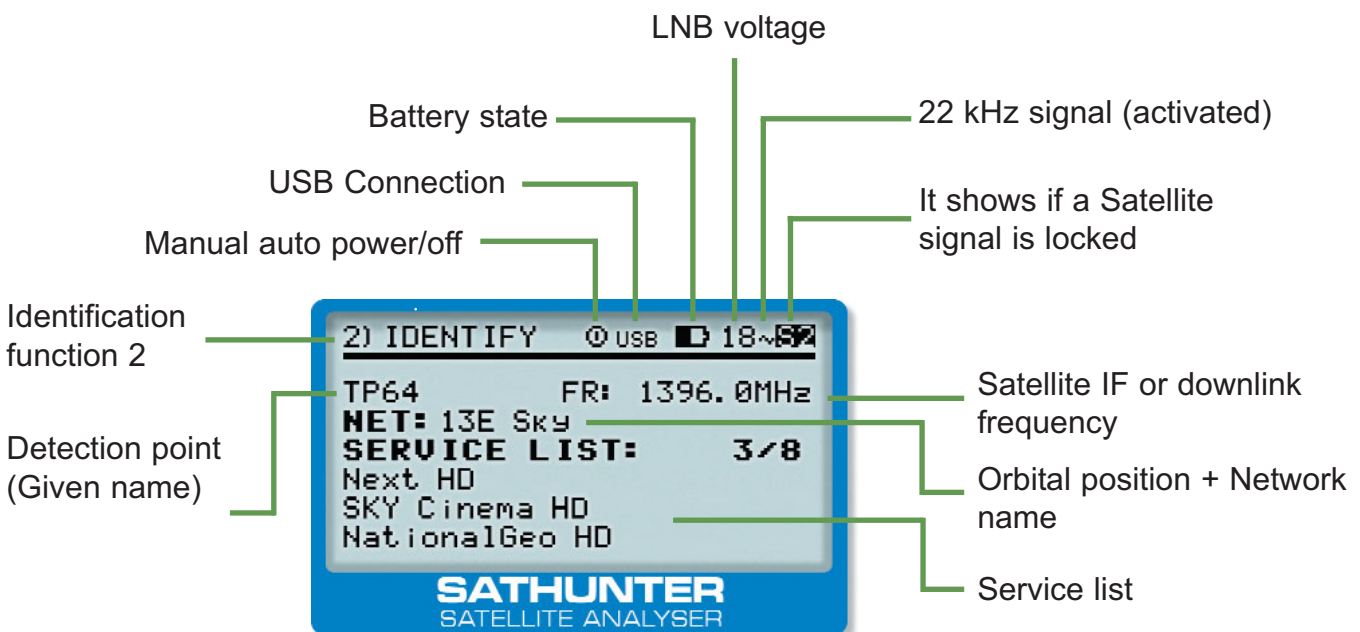 LNB voltage
Battery state
22 kHz signal (activated)
USB Connection
It shows if a Satellite
signal is locked
Manual auto power/off
Identification
function 2
2) IDENTIFY USB 18~S2
TP64 FR: 1396.0MHz
Satellite IF or downlink
frequency
NET: 13E Sky
Detection point
(Given name)
SERVICE LIST: 3/8
Next HD
SKY Cinema HD
NationalGeo HD
Orbital position + Network
name
Service list
SATHUNTER
SATELLITE ANALYSER